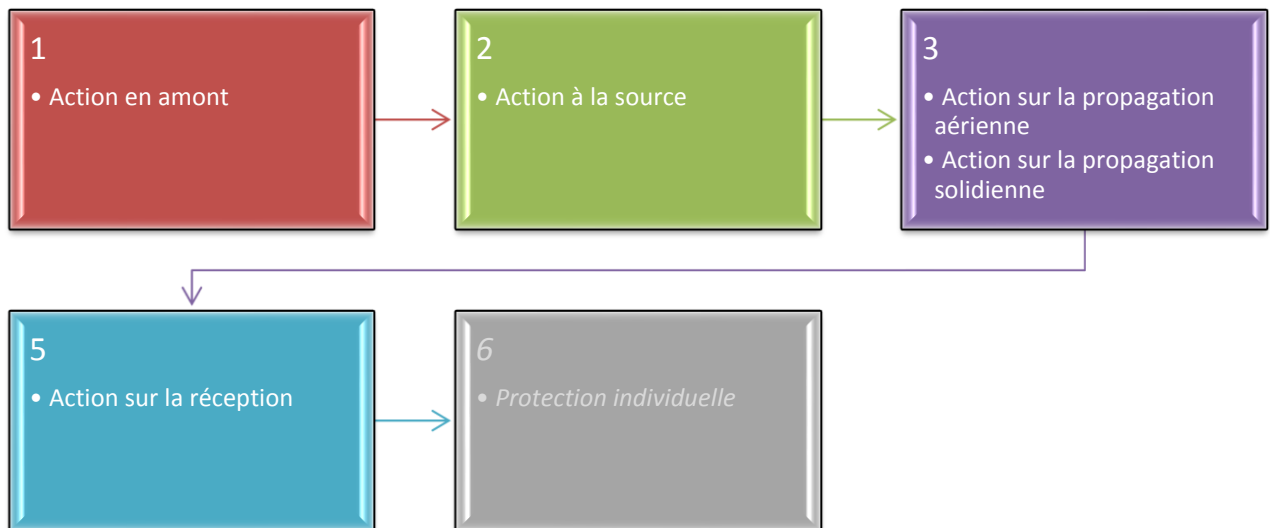 1
• Action en amont
2
• Action à la source
3
• Action sur la propagation
aérienne
• Action sur la propagation
solidienne
5
• Action sur la réception
6
• Protection individuelle